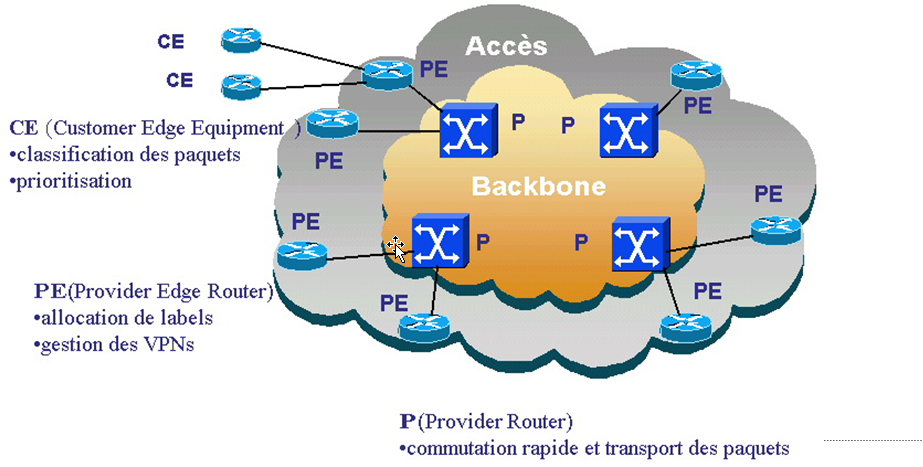 CE
Accès
CE
PE
PE
CE (Customer Edge Equipment )
•classification des paquets
•prioritisation
P
P
PE
Backbone
PE
PE
P
P
PE(Provider Edge Router)
•allocation de labels
•gestion des VPNs
PE
PE
P(Provider Router)
•commutation rapide et transport des paquets